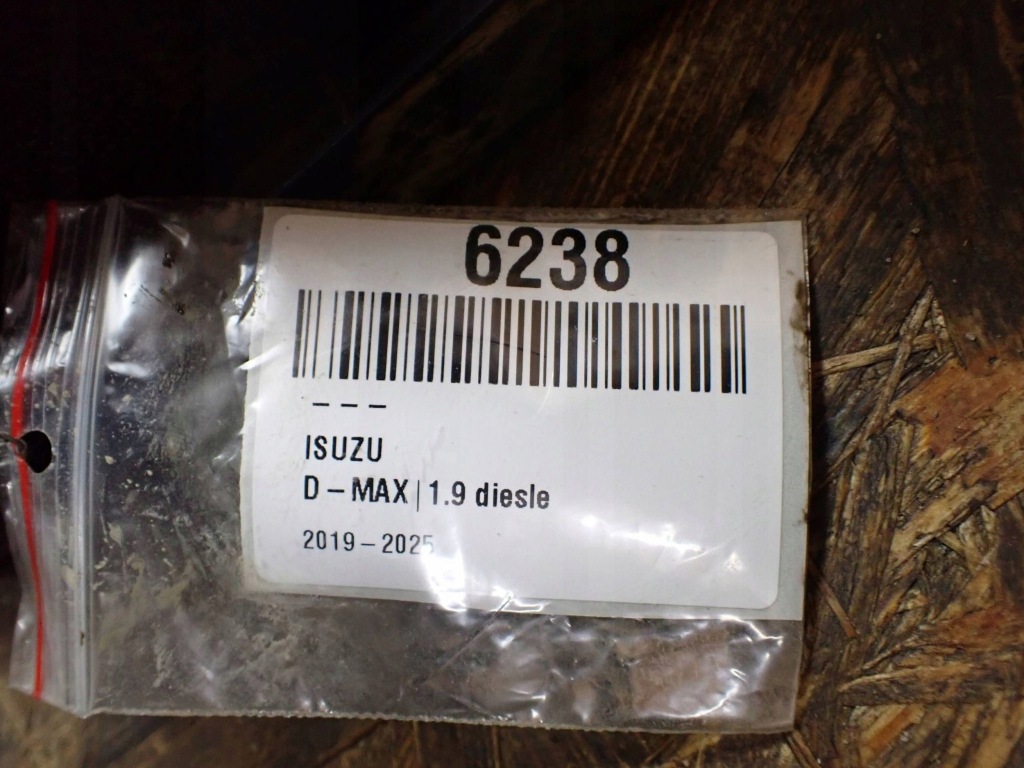 6238
– – –
ISUZU
D – MAX | 1.9 diesle
2019 – 2025